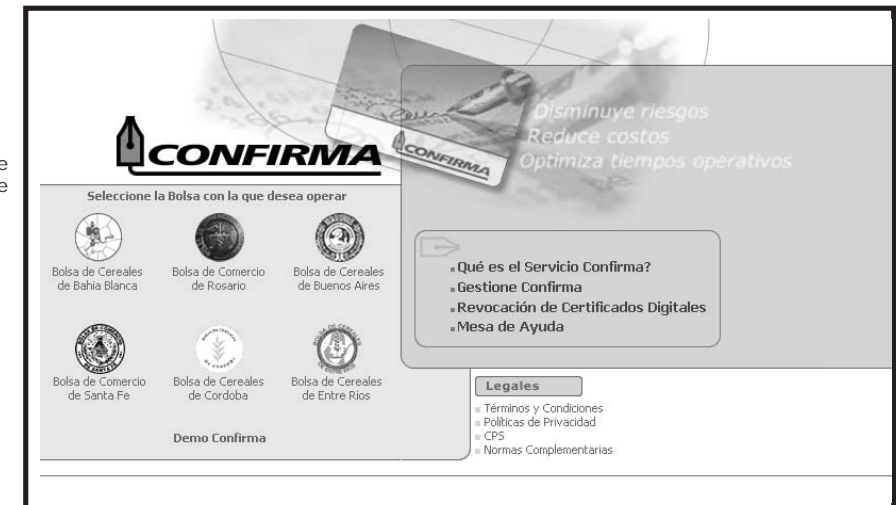 Disminuye riesgos
Reduce costos
Optimiza tiempos operativos
CONFIRMA
CONFIRMA
e
e
Seleccione la Bolsa con la que desea operar
Bolsa de Cereales
de Bahia Blanca
Bolsa de Comercio
de Rosario
Bolsa de Cereales
de Buenos Aires
Bolsa de Comercio
de Santa Fe
Bolsa de Cereales
de Cordoba
Bolsa de Cereales
de Entre Rios
Demo Confirma
Qué es el Servicio Confirma?
Gestione Confirma
Revocación de Certificados Digitales
Mesa de Ayuda
Legales
Términos y Condiciones
Políticas de Privacidad
CPS
Normas Complementarias